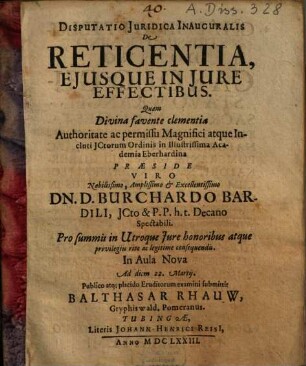 40.
A. Diss. 328
DISPUTATIO JURIDICA INAUGURALIS
De
RETICENTIA,
EJUSQUE IN JURE
EFFECTIBUS.
Quam
Divina favente clementia
Authoritate ac permissu Magnifici atque In-
cluti JCtorum Ordinis in Illustrissima Aca-
demia Eberhardina
PRÆSIDE
VIRO
Nobilissimo, Amplissimo & Excellentissimo
DN. D. BURCHARDO BAR-
DILI, JCto & P. P. h. t. Decano
Spectabili.
Pro summis in Utroque Jure honoribus atque
privilegiis rite ac legitime consequendis.
In Aula Nova
Ad diem 22. Martij.
Publico atq; placido Eruditorum examini submittit
BALTHASAR RHAUW,
Gryphiswald, Pomeranus.
TUBINGÆ,
Literis JOHANN-HENRICI REISI,
ANNO MDCLXXIII.